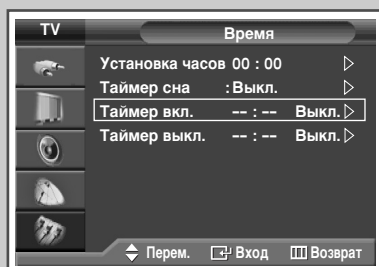 TV
Время
Установка часов 00 : 00
Таймер сна :Выкл.
Таймер вкл. -- : -- Выкл.
Таймер выкл. -- : -- Выкл.
Перем. Вход Возврат